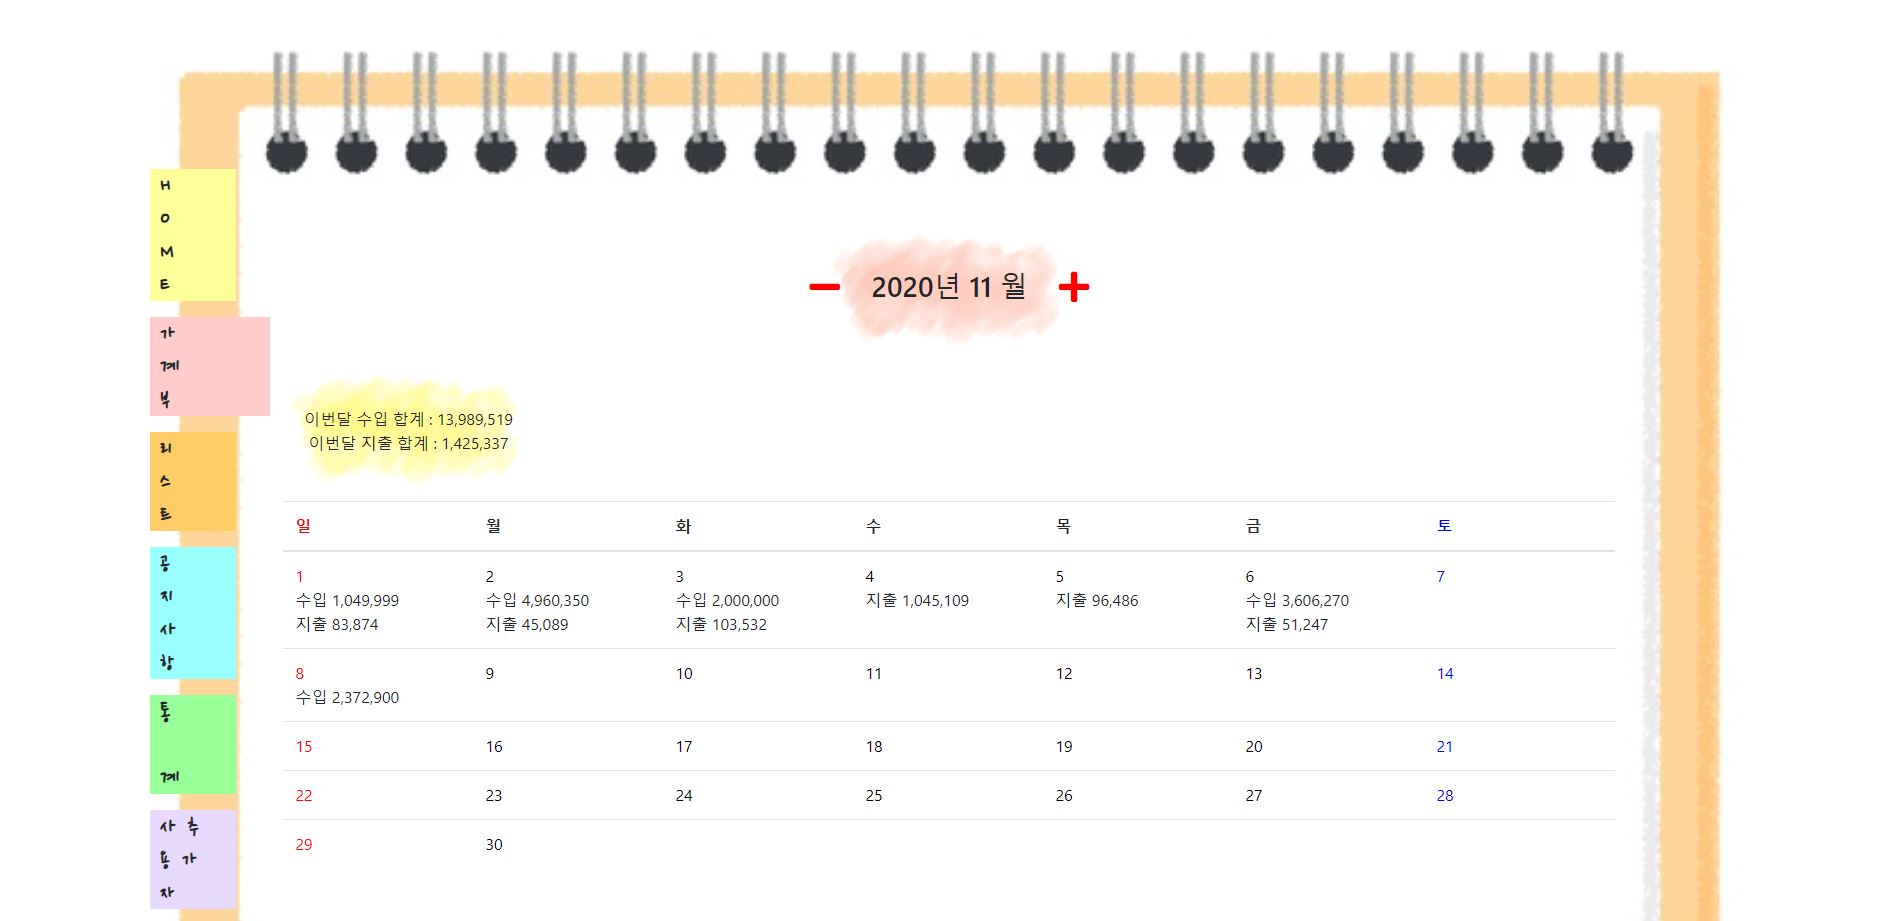 H
O
M
E
가
계
부
리
스
트
공
지
사
항
통
계
사 추
용 가
자
2020년 11 월
이번달 수입 합계 : 13,989,519
이번달 지출 합계 : 1,425,337
일 월 화 수 목 금 토
1 2 3 4 5 6 7
수입 1,049,999 수입 4,960,350 수입 2,000,000 지출 1,045,109 지출 96,486 수입 3,606,270
지출 83,874 지출 45,089 지출 103,532 지출 51,247
8 9 10 11 12 13 14
수입 2,372,900
15 16 17 18 19 20 21
22 23 24 25 26 27 28
29 30